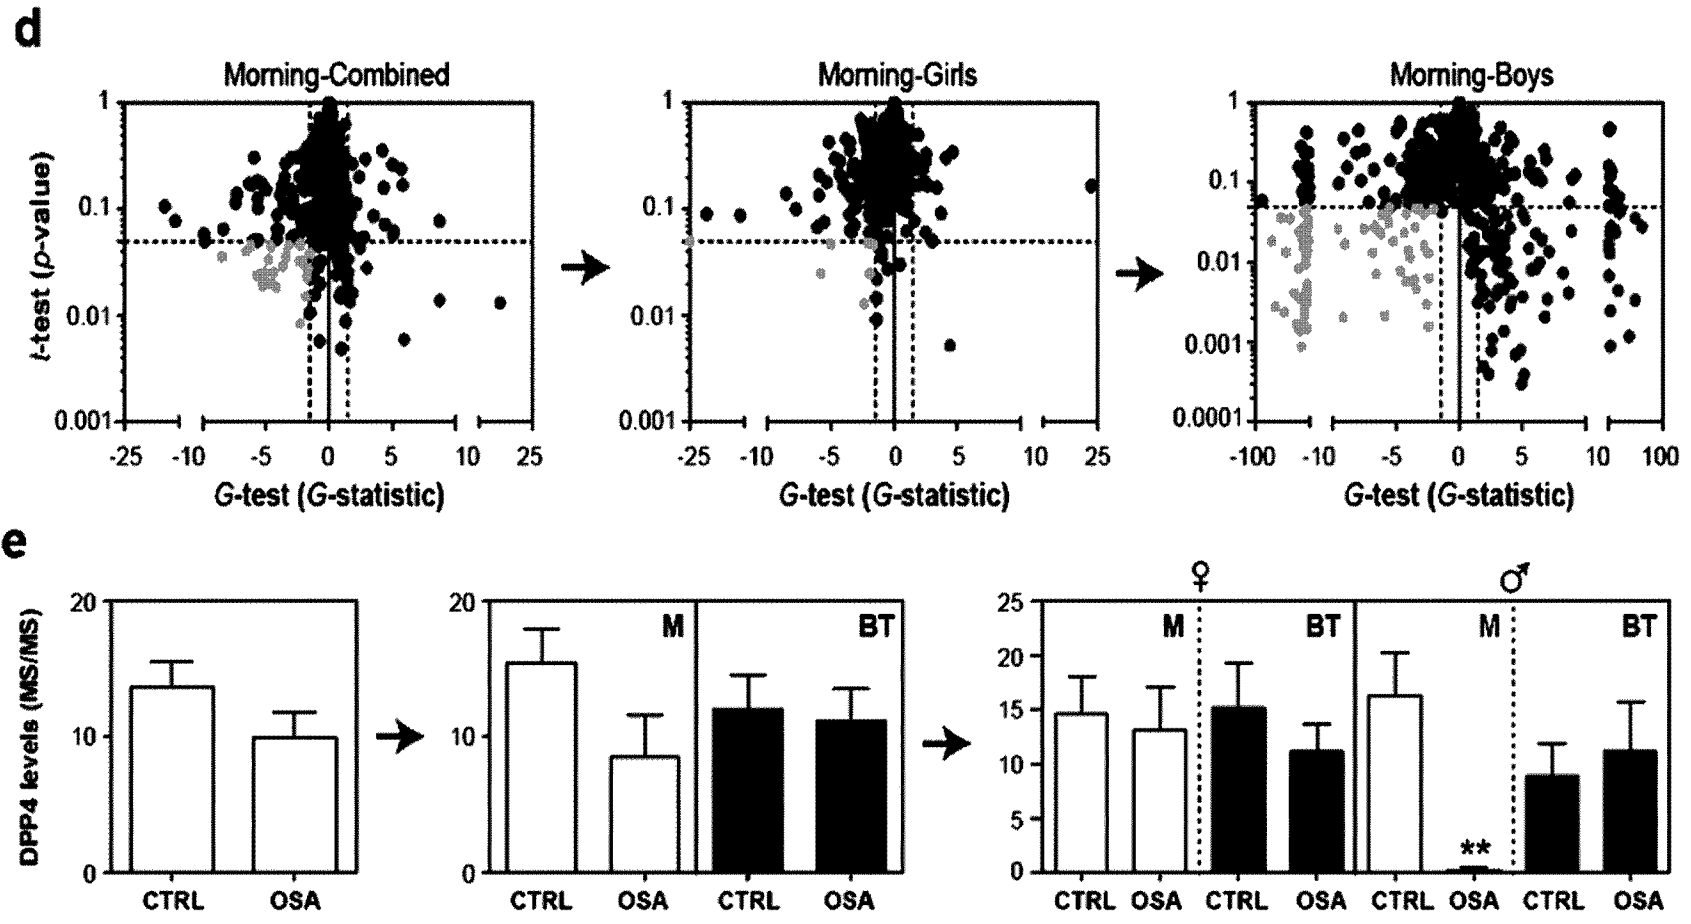 d
Morning-Combined Morning-Girls Morning-Boys
t-test (p-value)
1 0.1 0.01 0.001
-25 -10 -5 0 5 10 25
G-test (G-statistic)
1 0.1 0.01 0.001
-25 -10 -5 0 5 10 25
G-test (G-statistic)
1 0.1 0.01 0.001 0.0001
-100 -10 -5 0 5 10 100
G-test (G-statistic)
e
DPP4 levels (MS/MS)
20 10 0
CTRL OSA
20 10 0
M BT
CTRL OSA CTRL OSA
♀ ♂
25 20 15 10 5 0
M BT M BT
**
CTRL OSA CTRL OSA CTRL OSA CTRL OSA